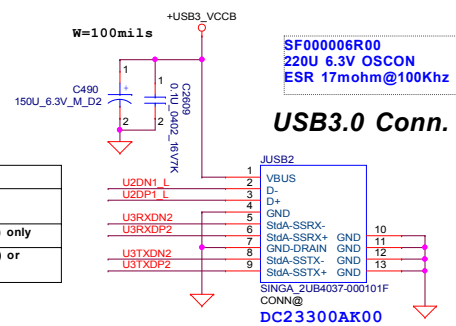 +USB3_VCCB
W=100mils
SF000006R00
220U 6.3V OSCON
ESR 17mohm@100Khz
1
1
C490
150U_6.3V_M_D2
+
C2609
0.1U_0402_16V7K
2
2
USB3.0 Conn.
JUSB2
1 VBUS
U2DN1_L 2 D-
U2DP1_L 3 D+
4 GND
U3RXDN2 5 StdA-SSRX-
U3RXDP2 6 StdA-SSRX+ GND 10
7 GND-DRAIN GND 11
U3TXDN2 8 StdA-SSTX- GND 12
U3TXDP2 9 StdA-SSTX+ GND 13
only
or
SINGA_2UB4037-000101F
CONN@
DC23300AK00